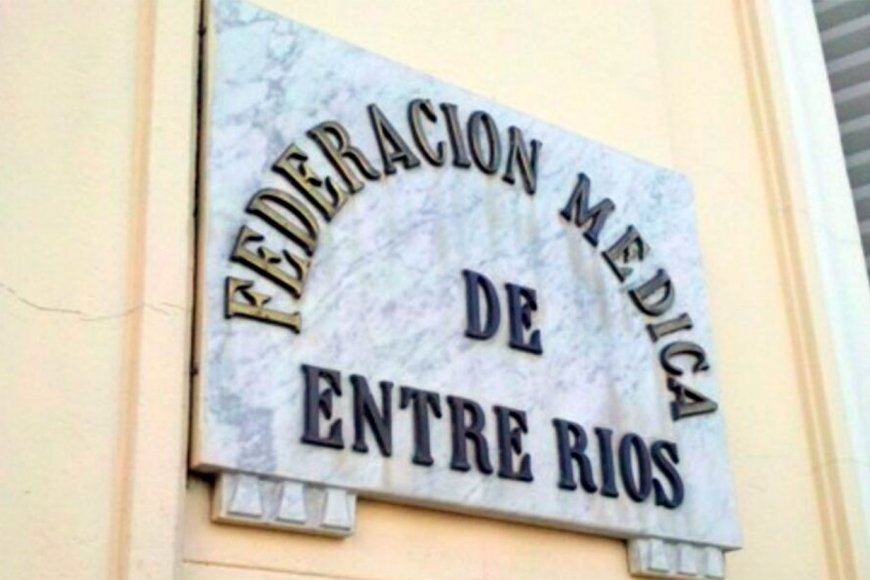 FEDERACION MEDICA
DE
ENTRE RIOS